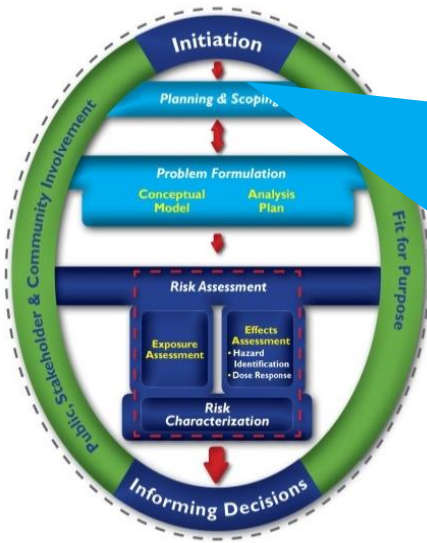 Initiation
Planning & Scoping
Problem Formulation
Conceptual
Model
Analysis
Plan
Risk Assessment
Exposure
Assessment
Effects
Assessment
• Hazard
Identification
• Dose Response
Risk
Characterization
Informing Decisions
Public, Stakeholder & Community Involvement
Fit for Purpose